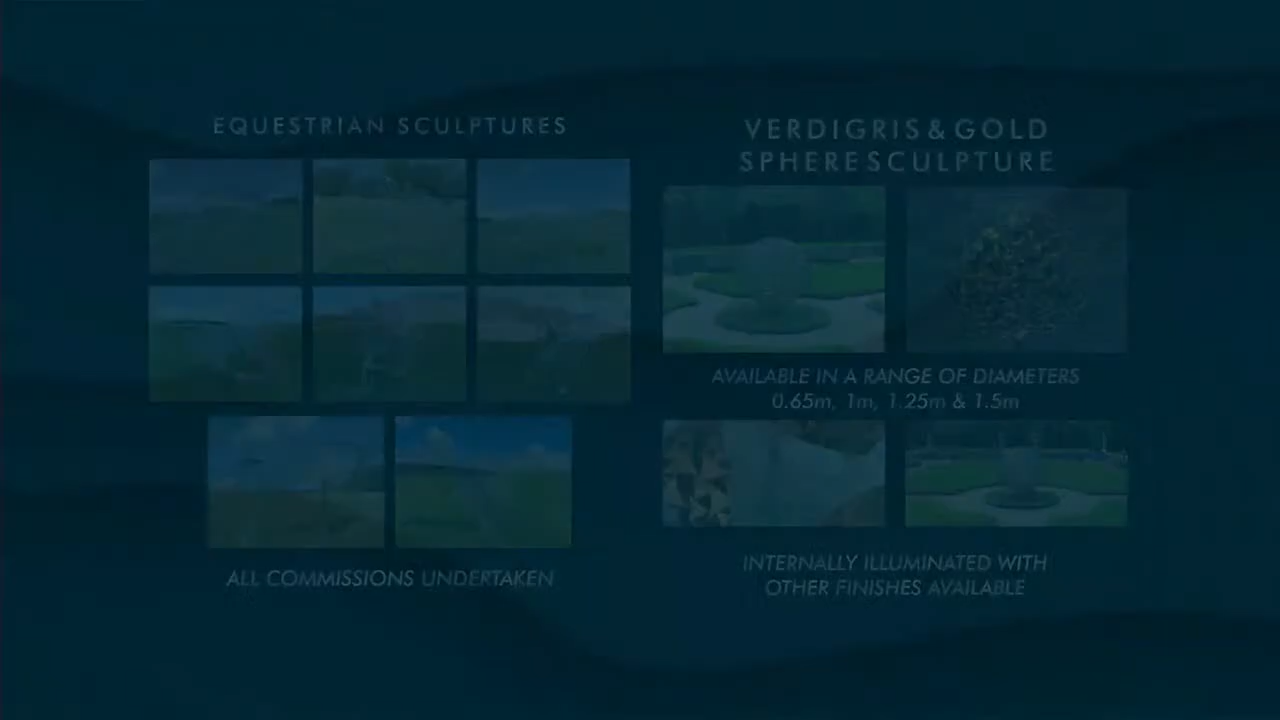 EQUESTRIAN SCULPTURES
ALL COMMISSIONS UNDERTAKEN
VERDIGRIS & GOLD
SPHERE SCULPTURE
AVAILABLE IN A RANGE OF DIAMETERS
0.65m, 1m, 1.25m & 1.5m
INTERNALLY ILLUMINATED WITH
OTHER FINISHES AVAILABLE